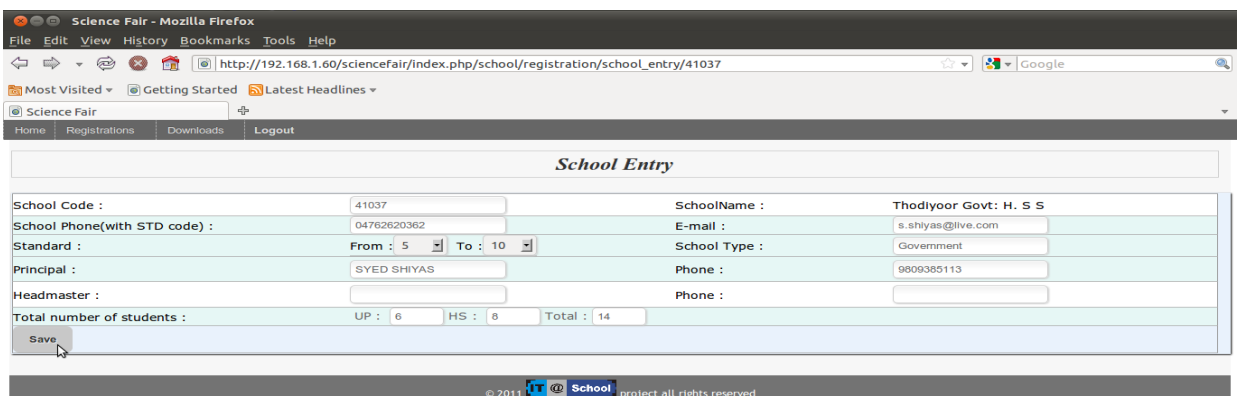 Science Fair - Mozilla Firefox
File Edit View History Bookmarks Tools Help
http://192.168.1.60/sciencefair/index.php/school/registration/school_entry/41037 Google
Most Visited Getting Started Latest Headlines
Science Fair
Home Registrations Downloads Logout
School Entry
School Code : 41037 SchoolName : Thodiyoor Govt: H. S S
School Phone(with STD code) : 04762620362 E-mail : s.shiyas@live.com
Standard : From : 5 To : 10 School Type : Government
Principal : SYED SHIYAS Phone : 9809385113
Headmaster : Phone :
Total number of students : UP : 6 HS : 8 Total : 14
Save
© 2011 IT @ School project all rights reserved